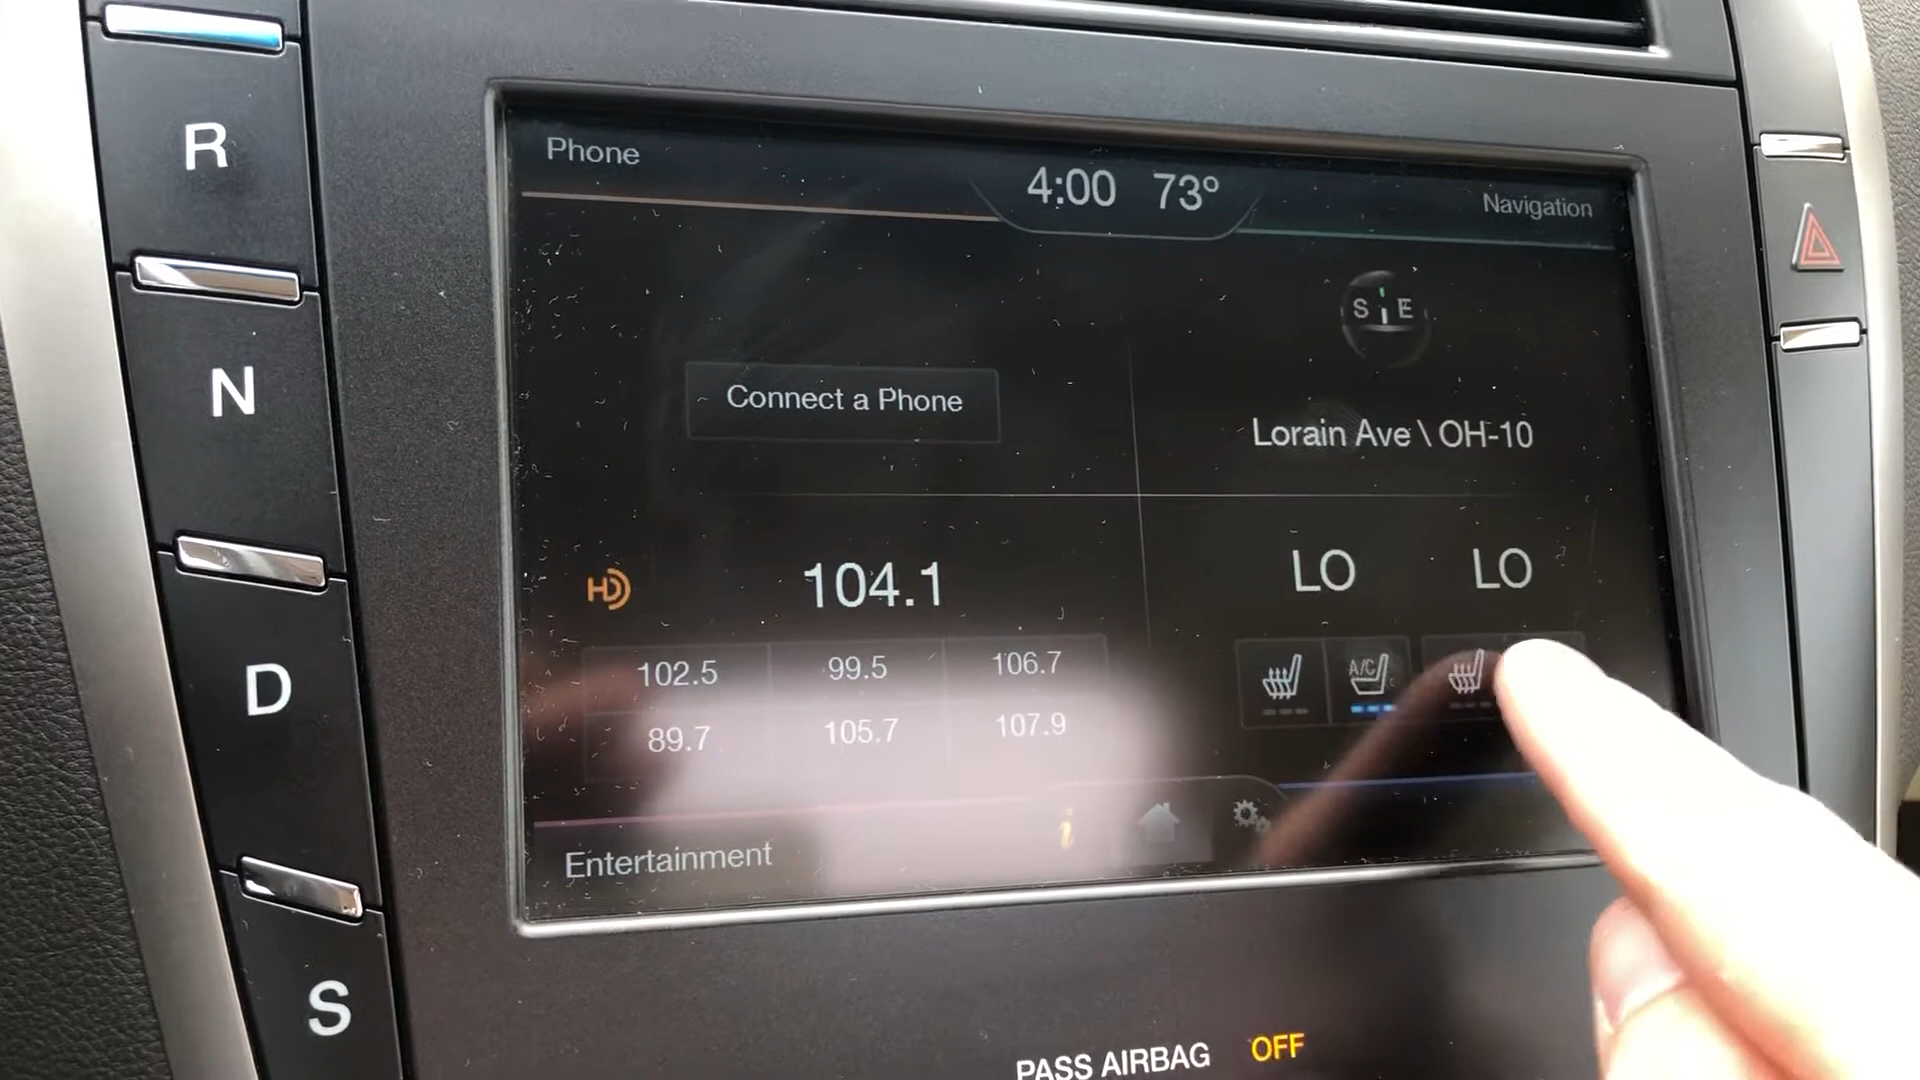 R
N
D
S
Phone
4:00 73°
Navigation
S E
Connect a Phone
Lorain Ave \ OH-10
HD 104.1
LO LO
102.5 99.5 106.7
A/C
89.7 105.7 107.9
i
Entertainment
PASS AIRBAG OFF